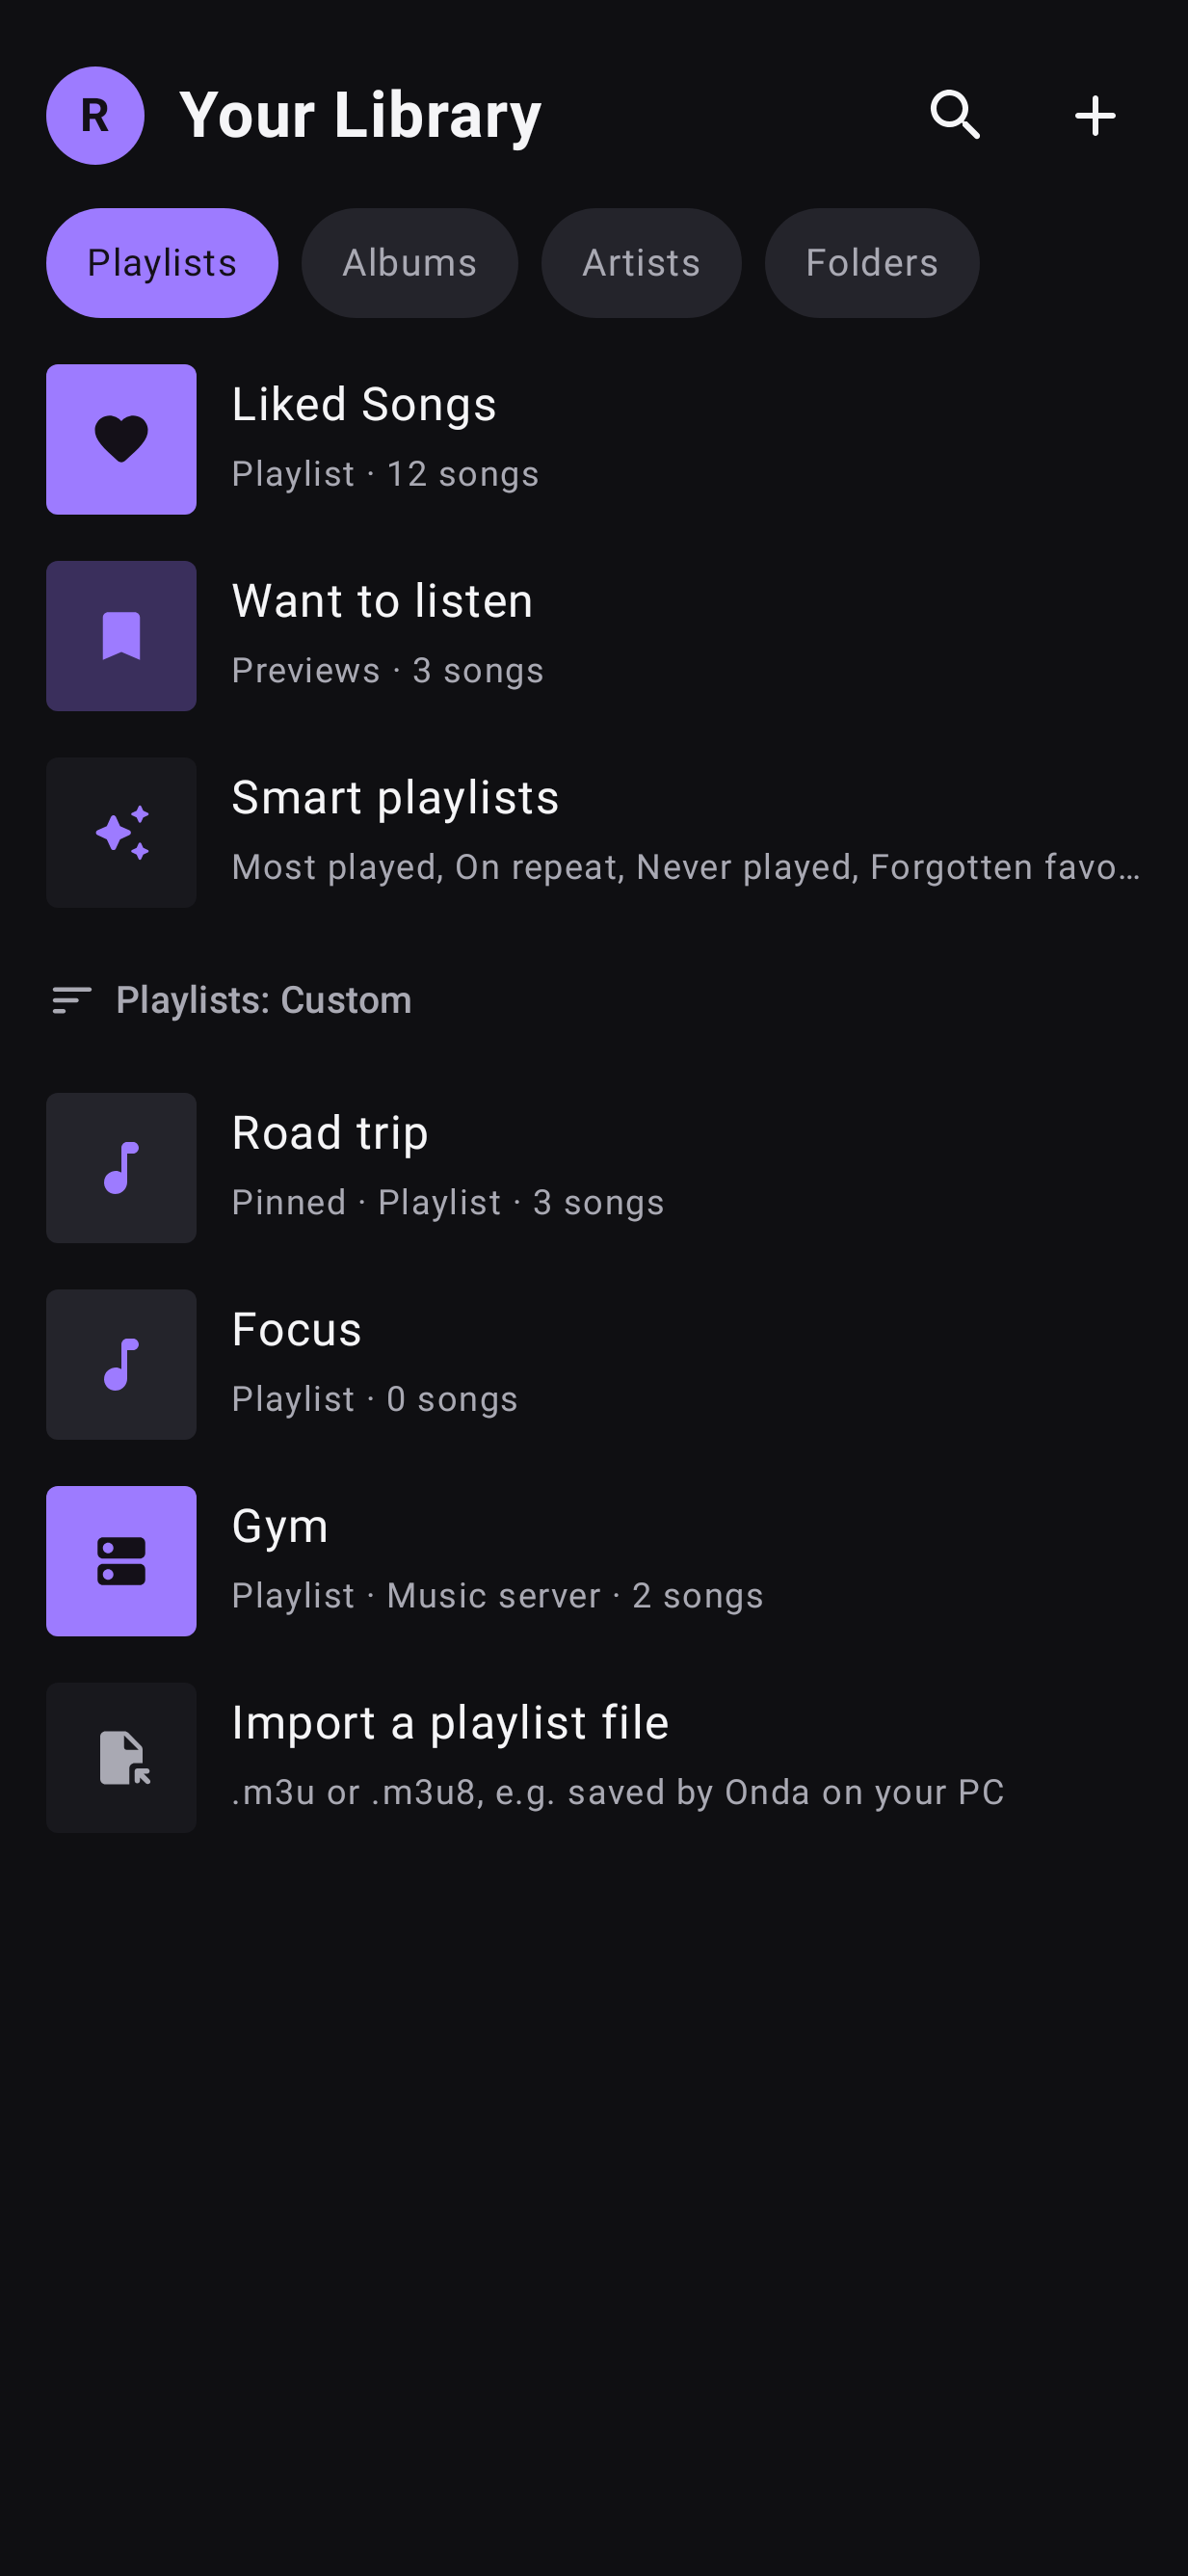 R
Your Library
Playlists
Albums
Artists
Folders
Liked Songs
Playlist · 12 songs
Want to listen
Previews · 3 songs
Smart playlists
Most played, On repeat, Never played, Forgotten favo…
Playlists: Custom
Road trip
Pinned · Playlist · 3 songs
Focus
Playlist · 0 songs
Gym
Playlist · Music server · 2 songs
Import a playlist file
.m3u or .m3u8, e.g. saved by Onda on your PC